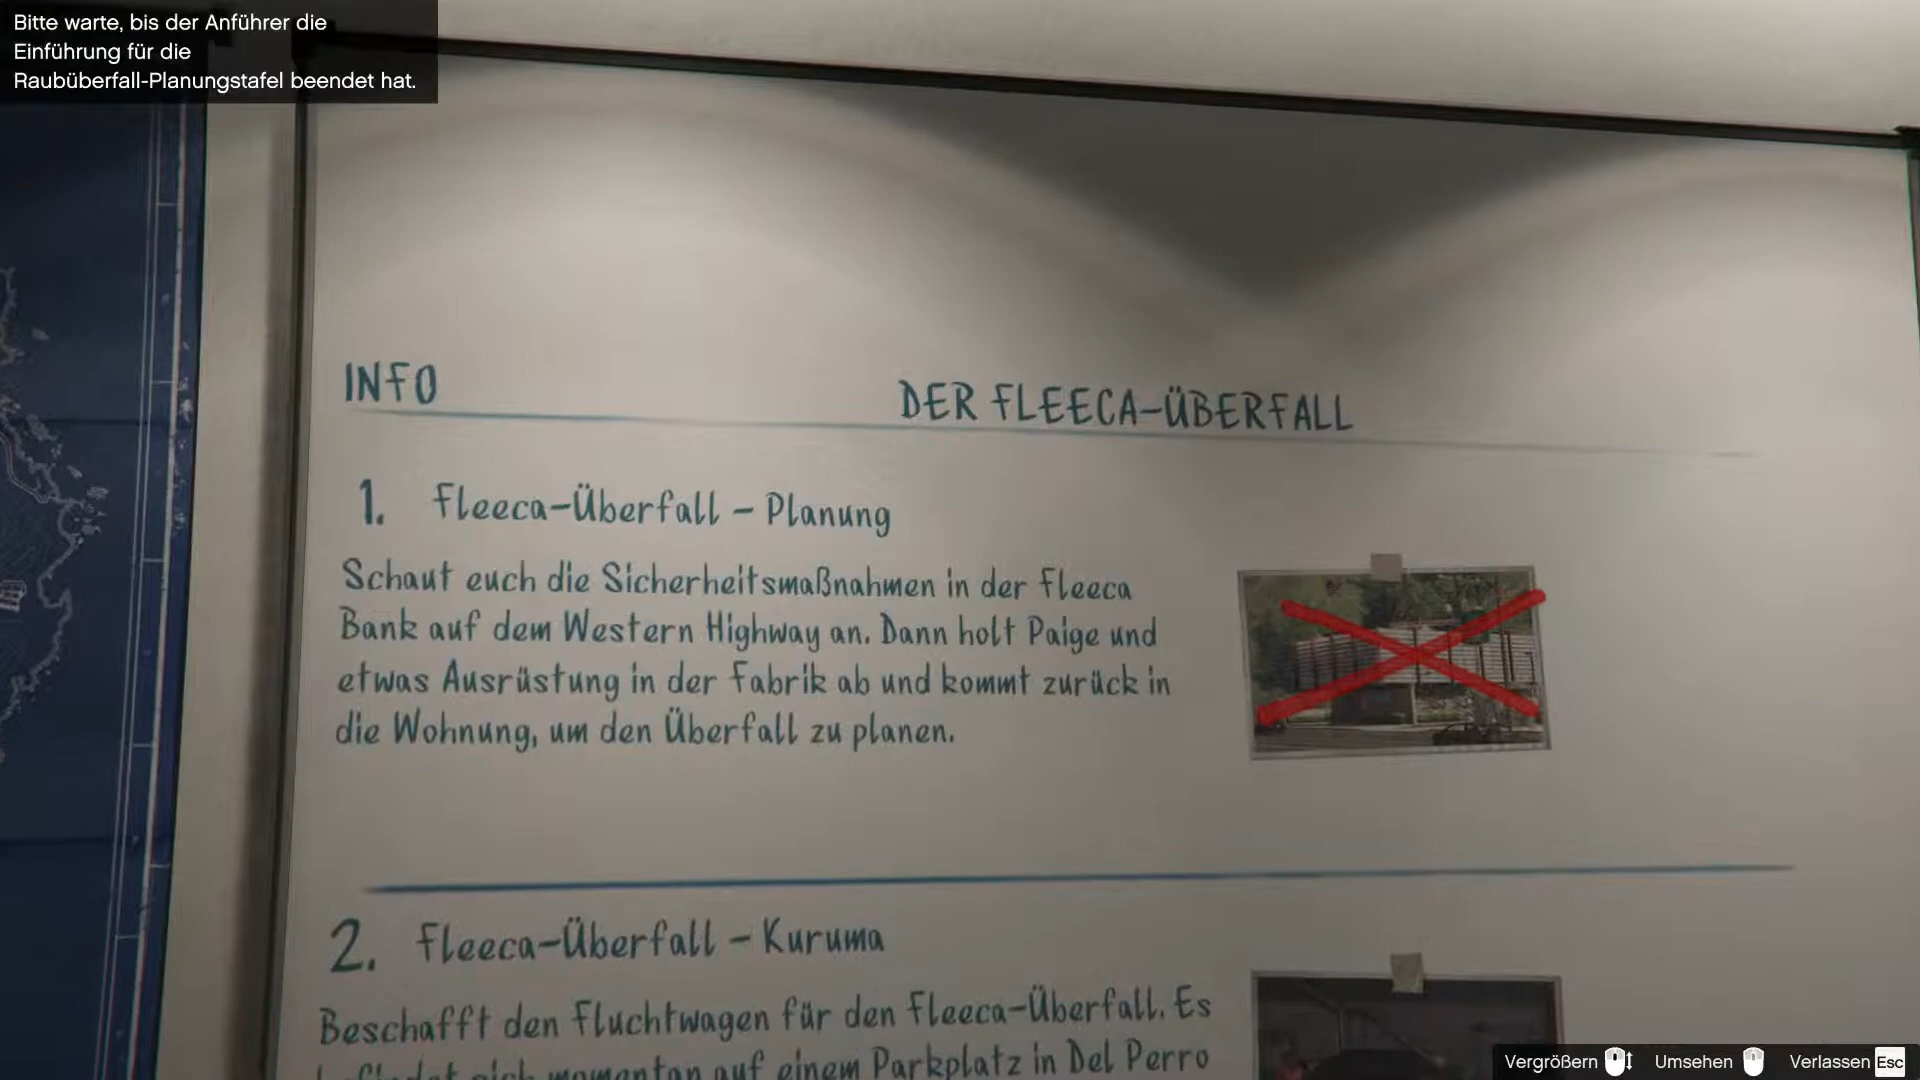 Bitte warte, bis der Anführer die
Einführung für die
Raubüberfall-Planungstafel beendet hat.
INFO
DER FLEECA-ÜBERFALL
1. Fleeca-Überfall – Planung
Schaut euch die Sicherheitsmaßnahmen in der Fleeca
Bank auf dem Western Highway an. Dann holt Paige und
etwas Ausrüstung in der Fabrik ab und kommt zurück in
die Wohnung, um den Überfall zu planen.
2. Fleeca-Überfall – Kuruma
Beschafft den Fluchtwagen für den Fleeca-Überfall. Es
befindet sich momentan auf einem Parkplatz in Del Perro
Vergrößern Umsehen Verlassen Esc